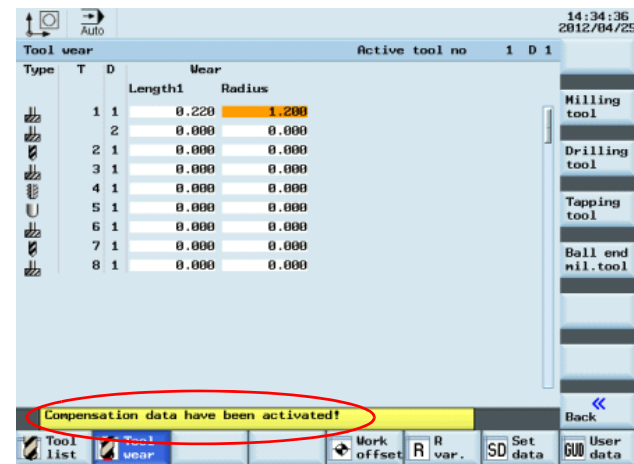 Auto
14:34:36
2012/04/25
Tool wear Active tool no 1 D 1
Type T D Wear
Length1 Radius
1 1 0.220 1.200
2 0.000 0.000
2 1 0.000 0.000
3 1 0.000 0.000
4 1 0.000 0.000
5 1 0.000 0.000
6 1 0.000 0.000
7 1 0.000 0.000
8 1 0.000 0.000
Milling
tool
Drilling
tool
Tapping
tool
Ball end
mil.tool
«
Back
Compensation data have been activated!
Tool
list
Tool
wear
Work
offset
R R
var.
SD Set
data
GUD User
data